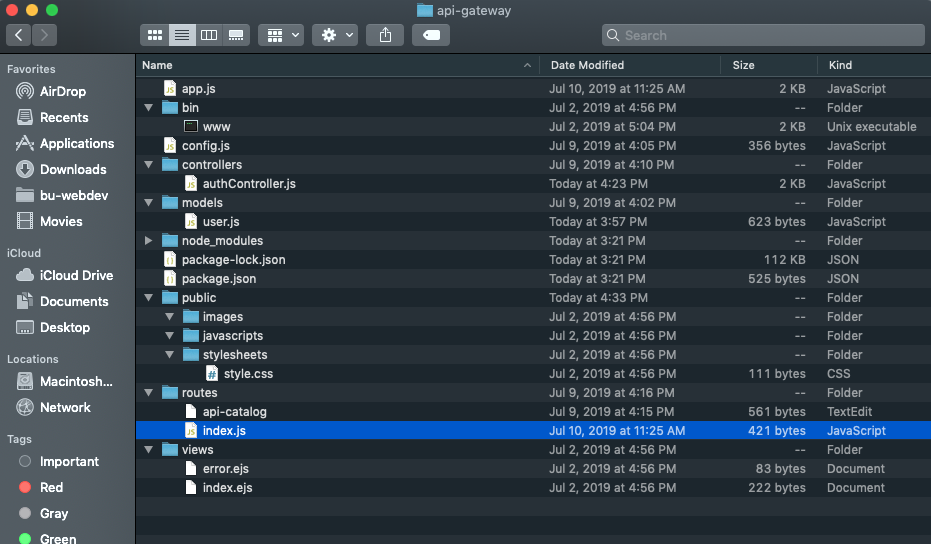 api-gateway
Search
Favorites
AirDrop
Recents
Applications
Downloads
bu-webdev
Movies
iCloud
iCloud Drive
Documents
Desktop
Locations
Macintosh...
Network
Tags
Important
Red
Gray
Green
Name Date Modified Size Kind
app.js Jul 10, 2019 at 11:25 AM 2 KB JavaScript
bin Jul 2, 2019 at 4:56 PM -- Folder
www Jul 2, 2019 at 5:04 PM 2 KB Unix executable
config.js Jul 9, 2019 at 4:05 PM 356 bytes JavaScript
controllers Jul 9, 2019 at 4:10 PM -- Folder
authController.js Today at 4:23 PM 2 KB JavaScript
models Jul 9, 2019 at 4:02 PM -- Folder
user.js Today at 3:57 PM 623 bytes JavaScript
node_modules Today at 3:21 PM -- Folder
package-lock.json Today at 3:21 PM 112 KB JSON
package.json Today at 3:21 PM 525 bytes JSON
public Today at 4:33 PM -- Folder
images Jul 2, 2019 at 4:56 PM -- Folder
javascripts Jul 2, 2019 at 4:56 PM -- Folder
stylesheets Jul 2, 2019 at 4:56 PM -- Folder
style.css Jul 2, 2019 at 4:56 PM 111 bytes CSS
routes Jul 9, 2019 at 4:16 PM -- Folder
api-catalog Jul 9, 2019 at 4:15 PM 561 bytes TextEdit
index.js Jul 10, 2019 at 11:25 AM 421 bytes JavaScript
views Jul 2, 2019 at 4:56 PM -- Folder
error.ejs Jul 2, 2019 at 4:56 PM 83 bytes Document
index.ejs Jul 2, 2019 at 4:56 PM 222 bytes Document